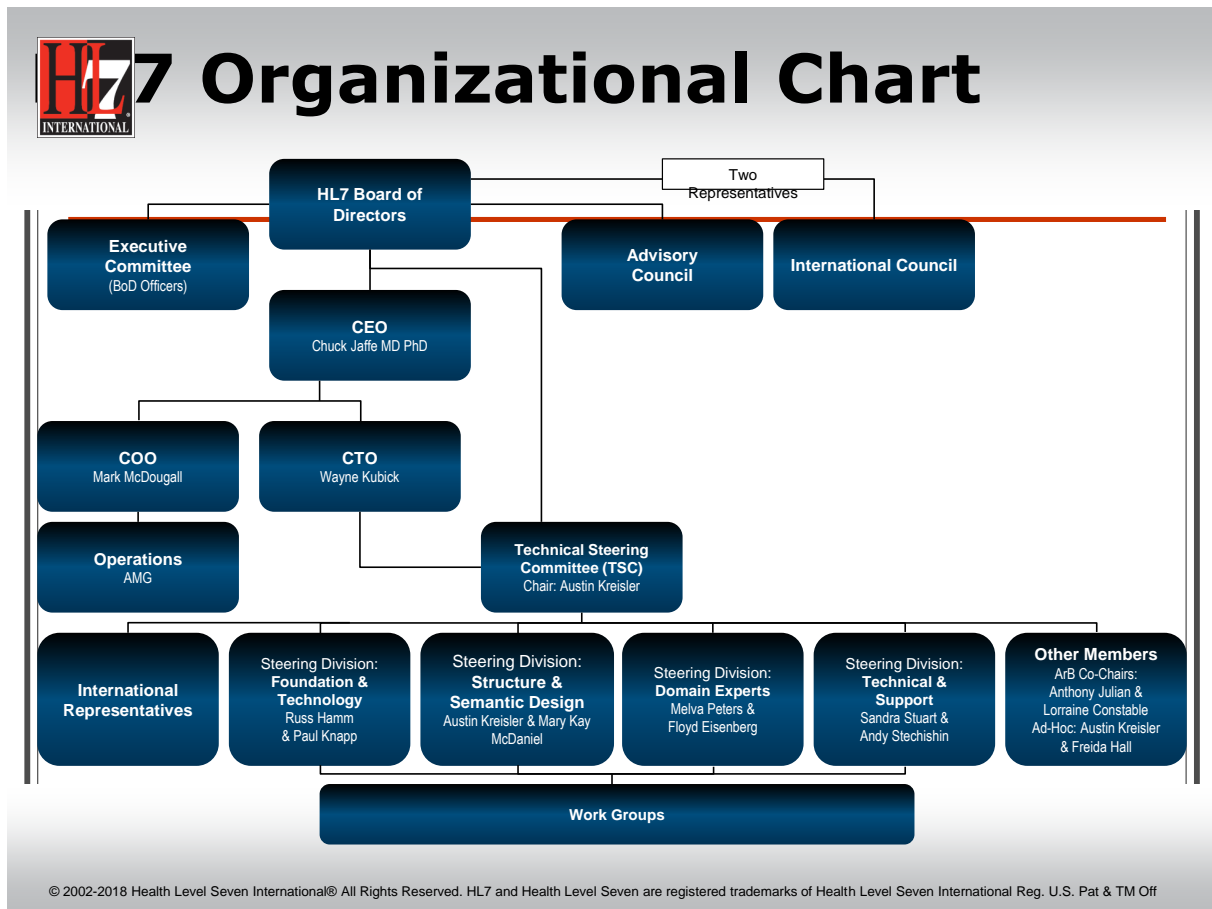 HL7 Organizational Chart
HL7
INTERNATIONAL
Two
Representatives
HL7 Board of
Directors
Executive
Committee
(BoD Officers)
Advisory
Council
International Council
CEO
Chuck Jaffe MD PhD
COO
Mark McDougall
CTO
Wayne Kubick
Operations
AMG
Technical Steering
Committee (TSC)
Chair: Austin Kreisler
International
Representatives
Steering Division:
Foundation &
Technology
Russ Hamm
& Paul Knapp
Steering Division:
Structure &
Semantic Design
Austin Kreisler & Mary Kay
McDaniel
Steering Division:
Domain Experts
Melva Peters &
Floyd Eisenberg
Steering Division:
Technical &
Support
Sandra Stuart &
Andy Stechishin
Other Members
ArB Co-Chairs:
Anthony Julian &
Lorraine Constable
Ad-Hoc: Austin Kreisler
& Freida Hall
Work Groups
© 2002-2018 Health Level Seven International® All Rights Reserved. HL7 and Health Level Seven are registered trademarks of Health Level Seven International Reg. U.S. Pat & TM Off